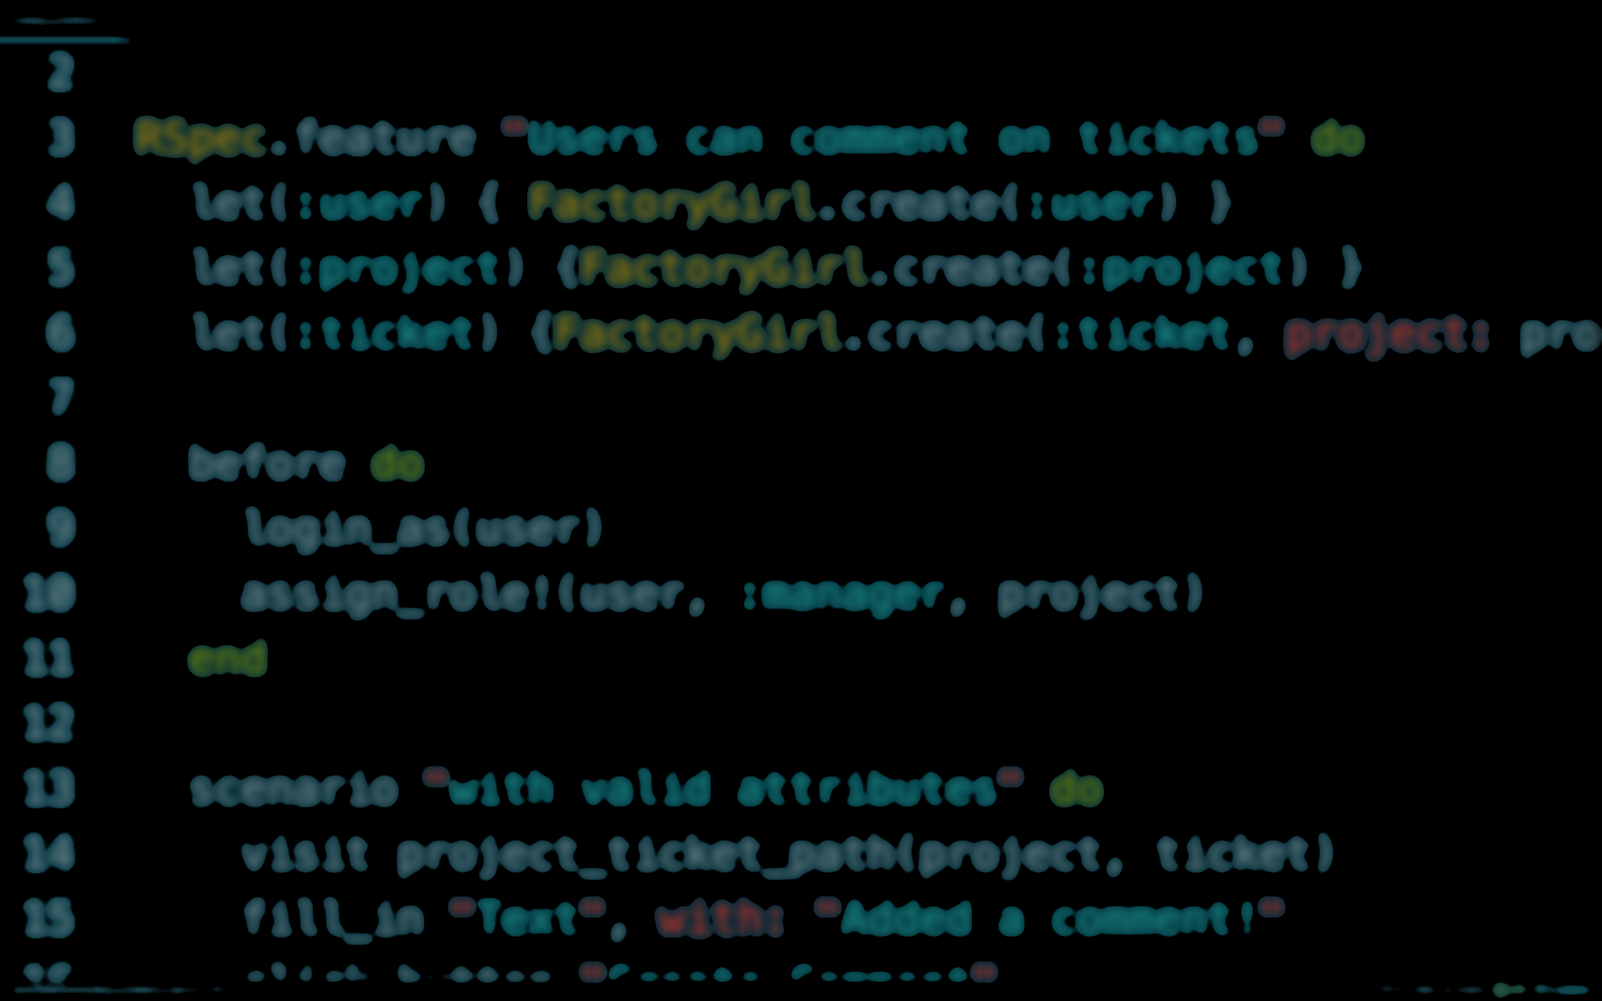 2
3 RSpec.feature "Users can comment on tickets" do
4 let(:user) { FactoryGirl.create(:user) }
5 let(:project) {FactoryGirl.create(:project) }
6 let(:ticket) {FactoryGirl.create(:ticket, project: pro
7
8 before do
9 login_as(user)
10 assign_role!(user, :manager, project)
11 end
12
13 scenario "with valid attributes" do
14 visit project_ticket_path(project, ticket)
15 fill_in "Text", with: "Added a comment!"